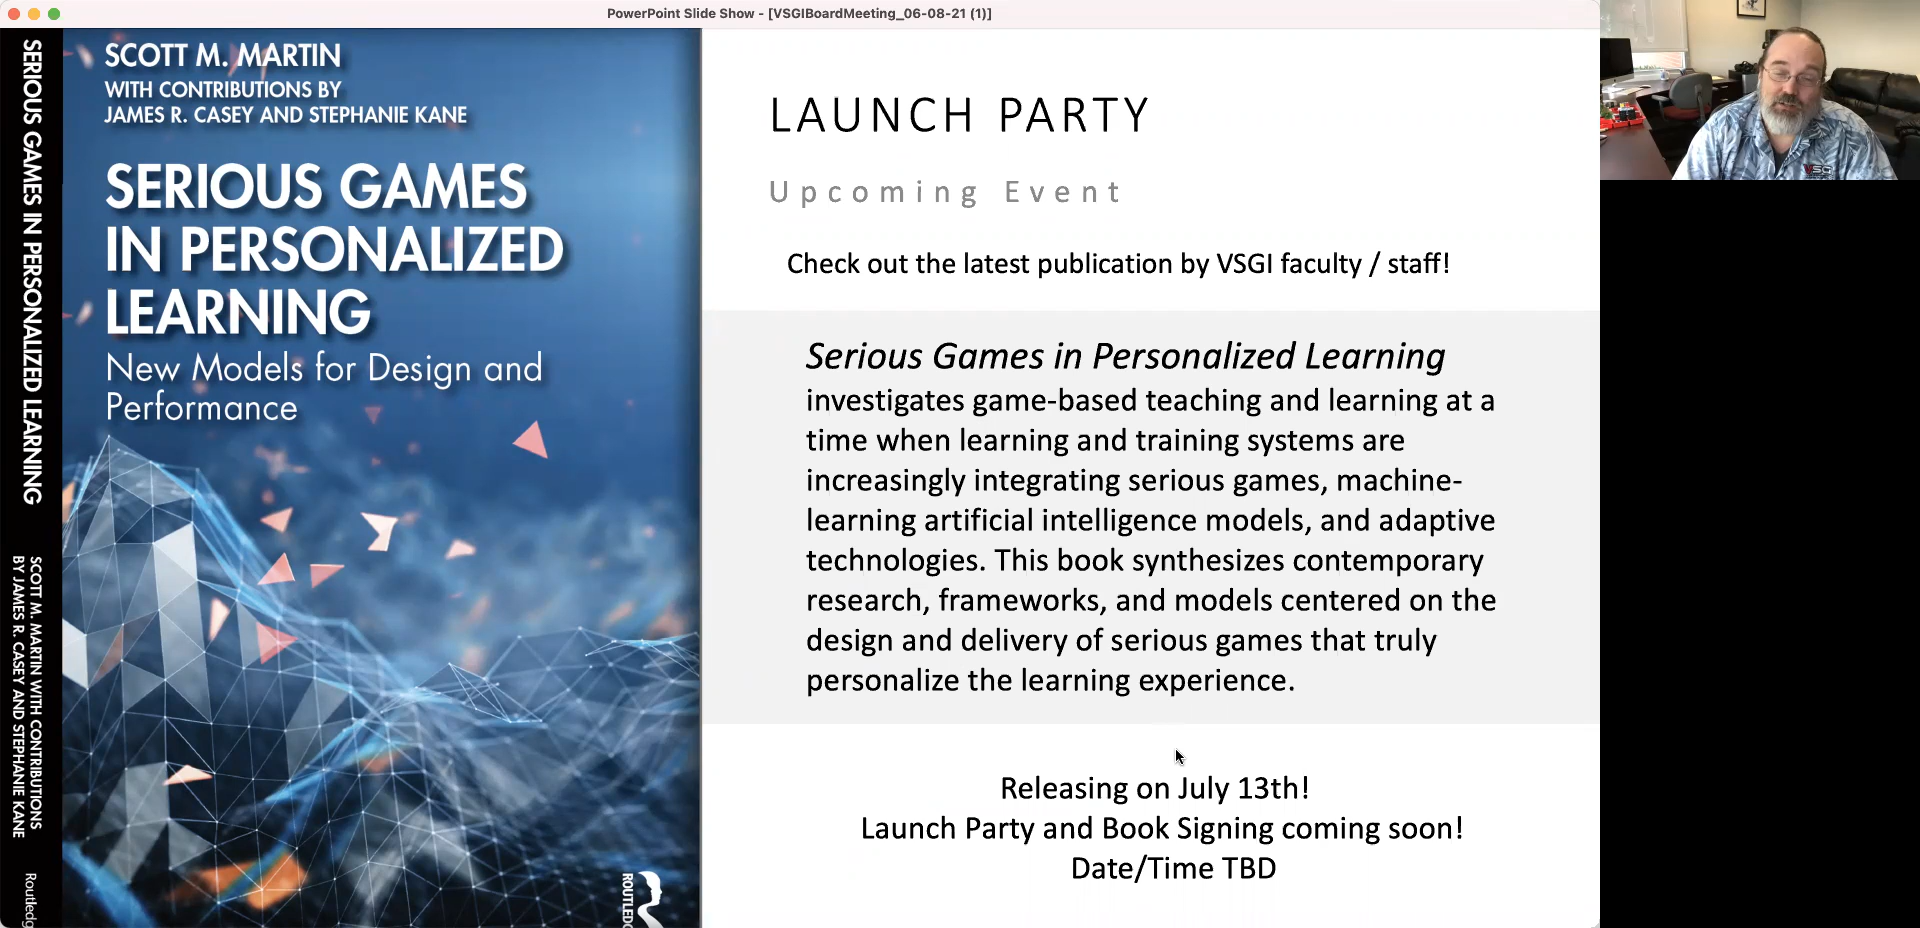 PowerPoint Slide Show - [VSGIBoardMeeting_06-08-21 (1)]
SERIOUS GAMES IN PERSONALIZED LEARNING
SCOTT M. MARTIN WITH CONTRIBUTIONS
BY JAMES R. CASEY AND STEPHANIE KANE
SCOTT M. MARTIN
WITH CONTRIBUTIONS BY
JAMES R. CASEY AND STEPHANIE KANE
SERIOUS GAMES
IN PERSONALIZED
LEARNING
New Models for Design and
Performance
LAUNCH PARTY
Upcoming Event
Check out the latest publication by VSGI faculty / staff!
Serious Games in Personalized Learning
investigates game-based teaching and learning at a
time when learning and training systems are
increasingly integrating serious games, machine-
learning artificial intelligence models, and adaptive
technologies. This book synthesizes contemporary
research, frameworks, and models centered on the
design and delivery of serious games that truly
personalize the learning experience.
Releasing on July 13th!
Launch Party and Book Signing coming soon!
Date/Time TBD